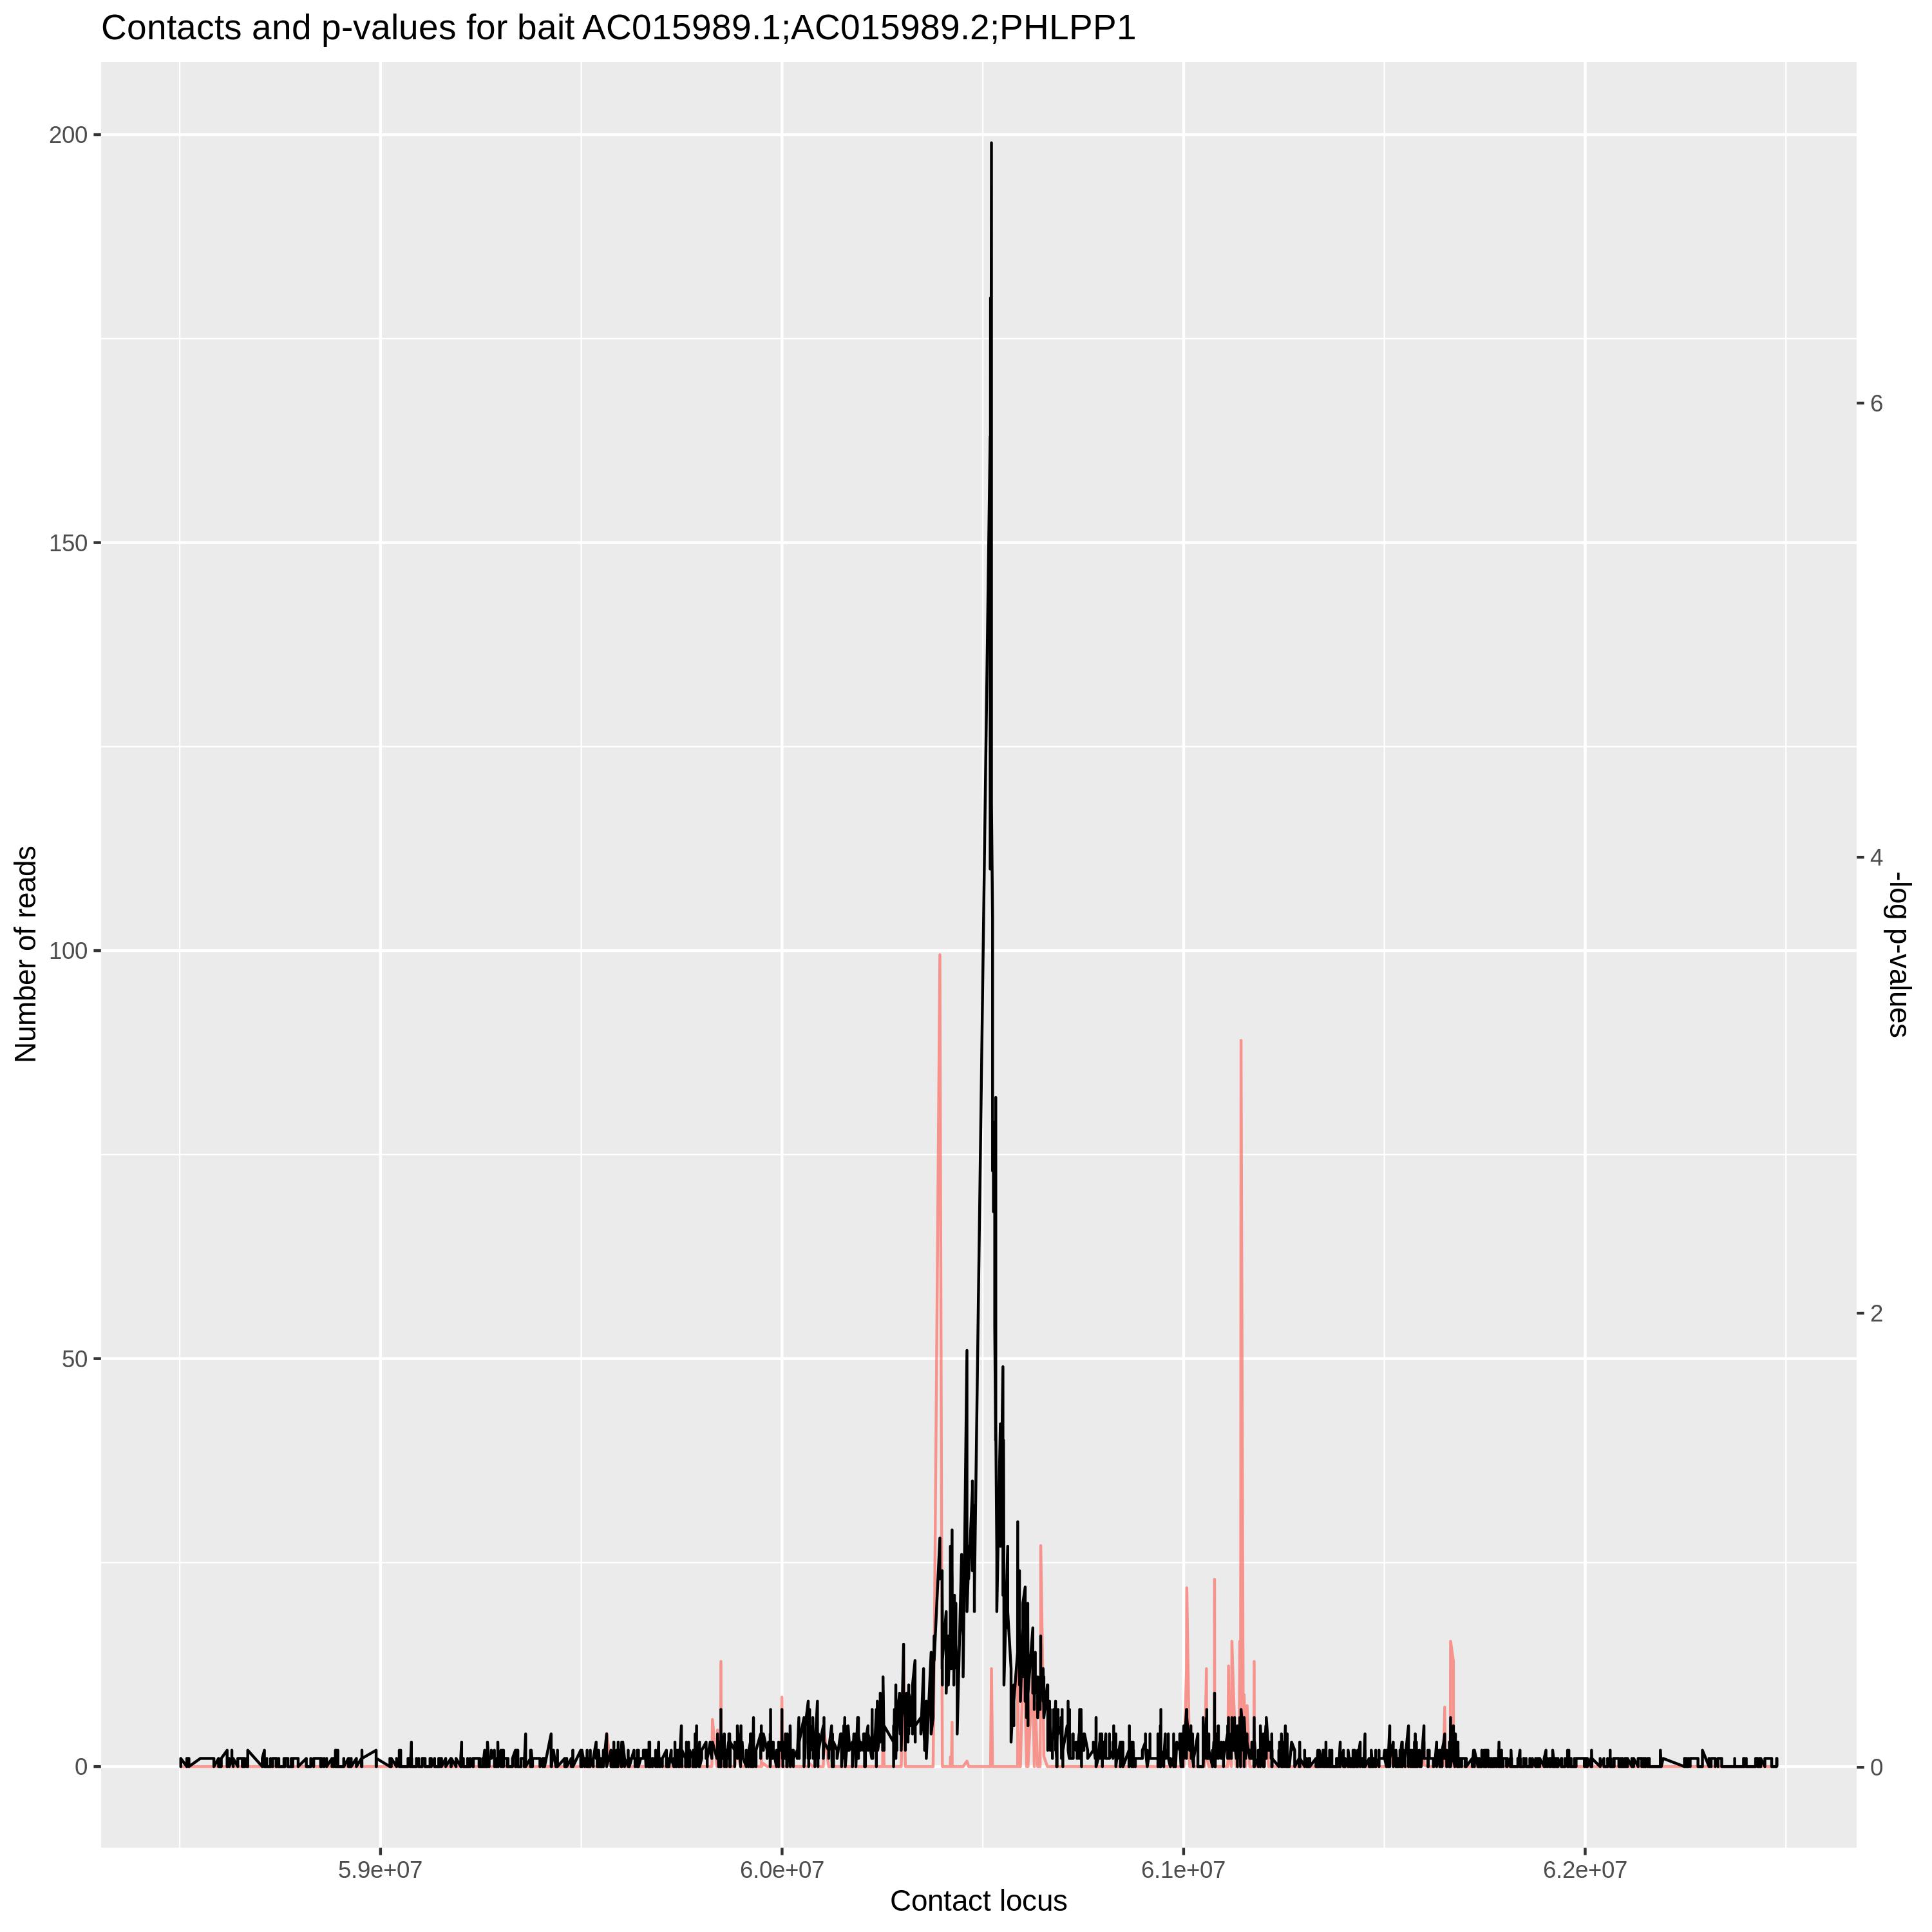 Contacts and p-values for bait AC015989.1;AC015989.2;PHLPP1
200
150
100
50
0
Number of reads
6
4
2
0
-log p-values
5.9e+07
6.0e+07
6.1e+07
6.2e+07
Contact locus